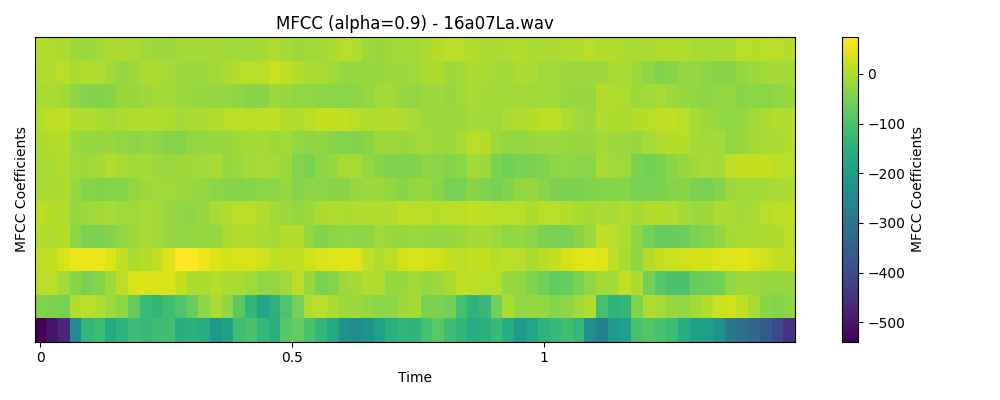 MFCC (alpha=0.9) - 16a07La.wav
MFCC Coefficients
0
0.5
1
Time
0
−100
−200
−300
−400
−500
MFCC Coefficients